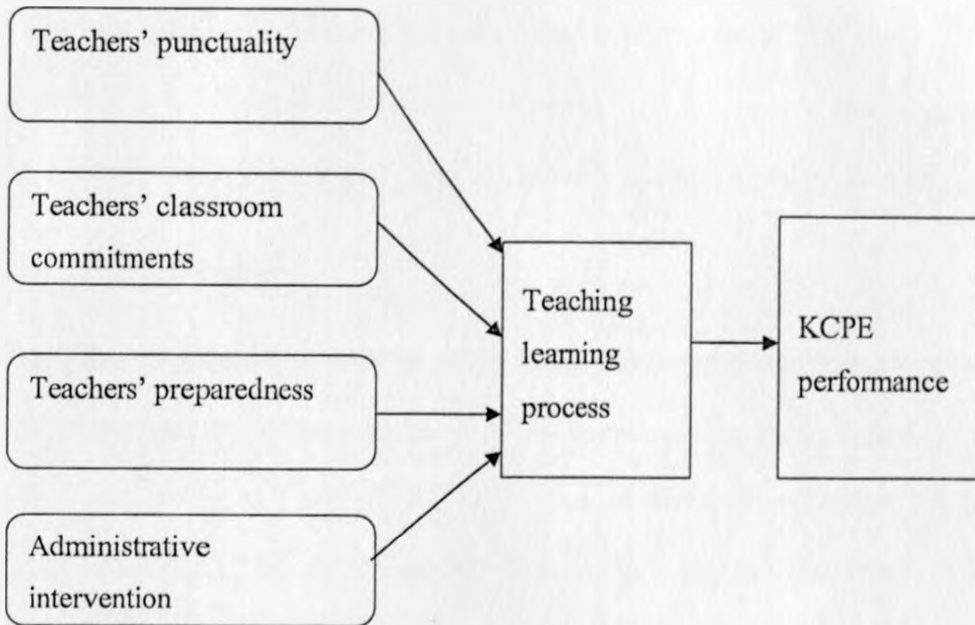 Teachers' punctuality
Teachers' classroom
commitments
Teachers' preparedness
Administrative
intervention
Teaching
learning
process
KCPE
performance